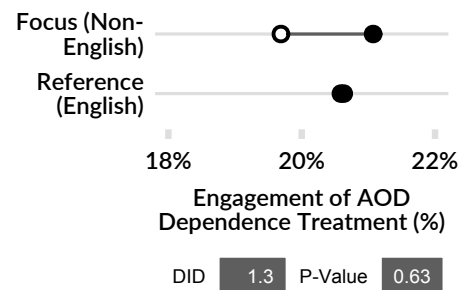 Focus (Non-
English)
Reference
(English)
18% 20% 22%
Engagement of AOD
Dependence Treatment (%)
DID 1.3 P-Value 0.63